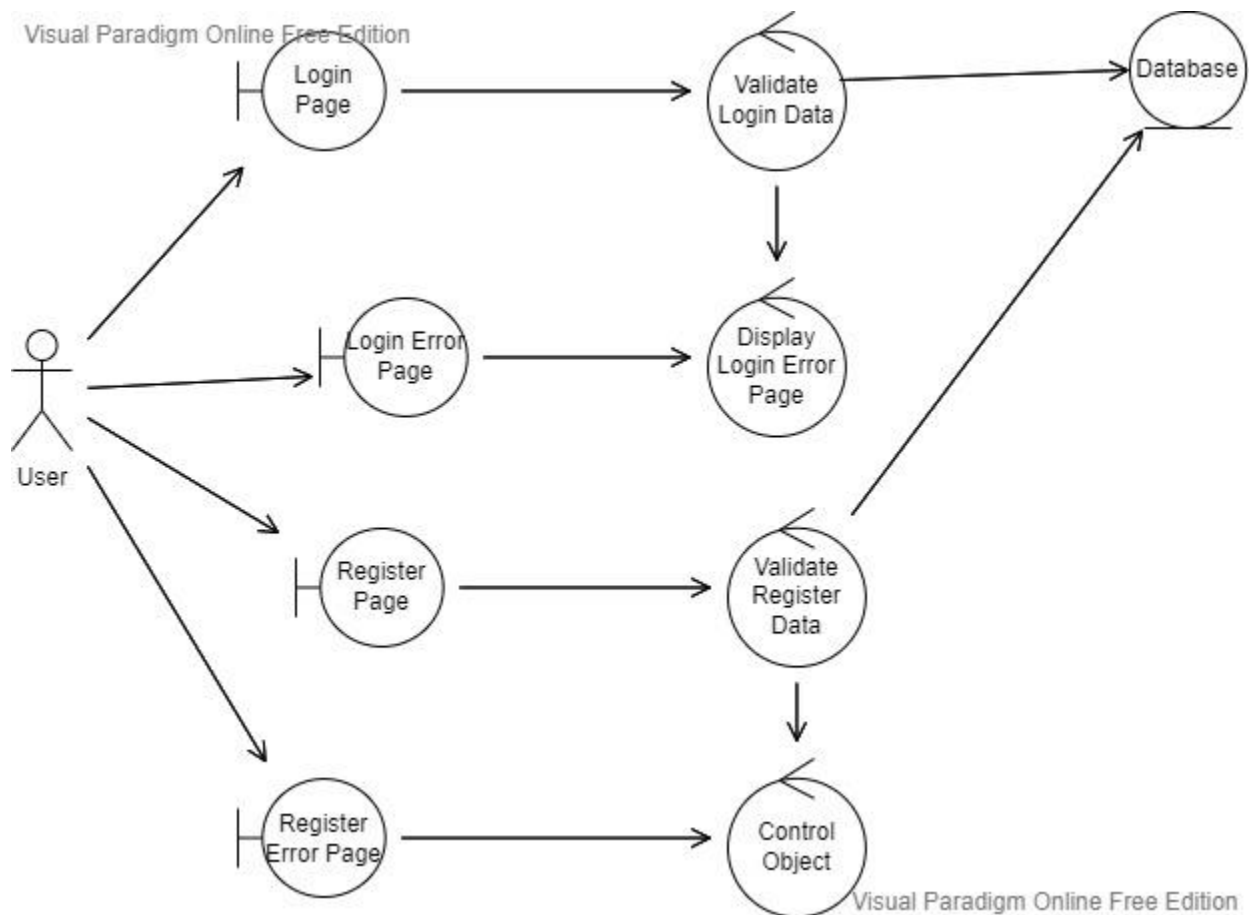 Visual Paradigm Online Free Edition
Login
Page
Validate
Login Data
Database
Login Error
Page
Display
Login Error
Page
User
Register
Page
Validate
Register
Data
Register
Error Page
Control
Object
Visual Paradigm Online Free Edition